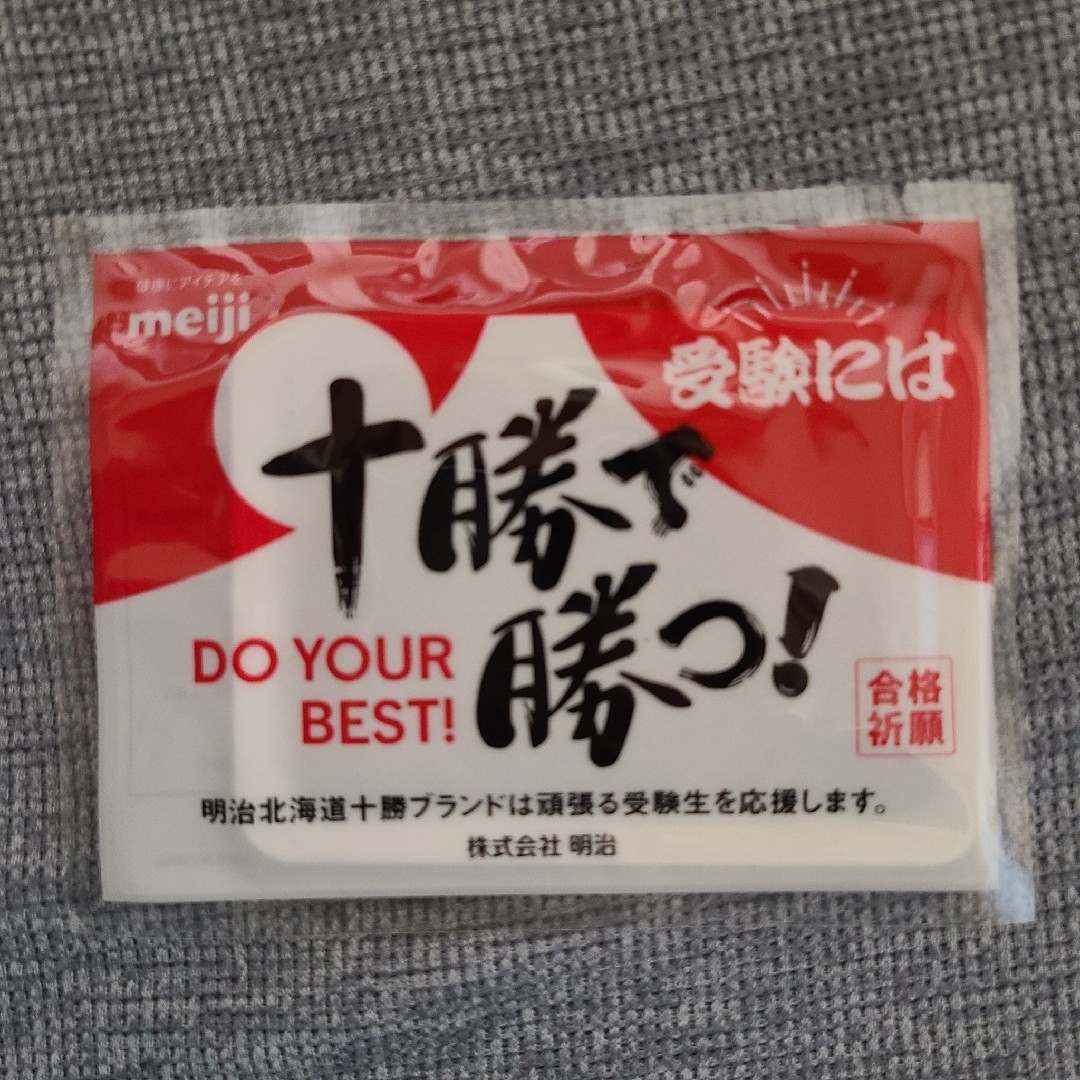 健康にアイデアを
meiji
受験には
十勝で
勝つ!
DO YOUR
BEST!
合格
祈願
明治北海道十勝ブランドは頑張る受験生を応援します。
株式会社 明治